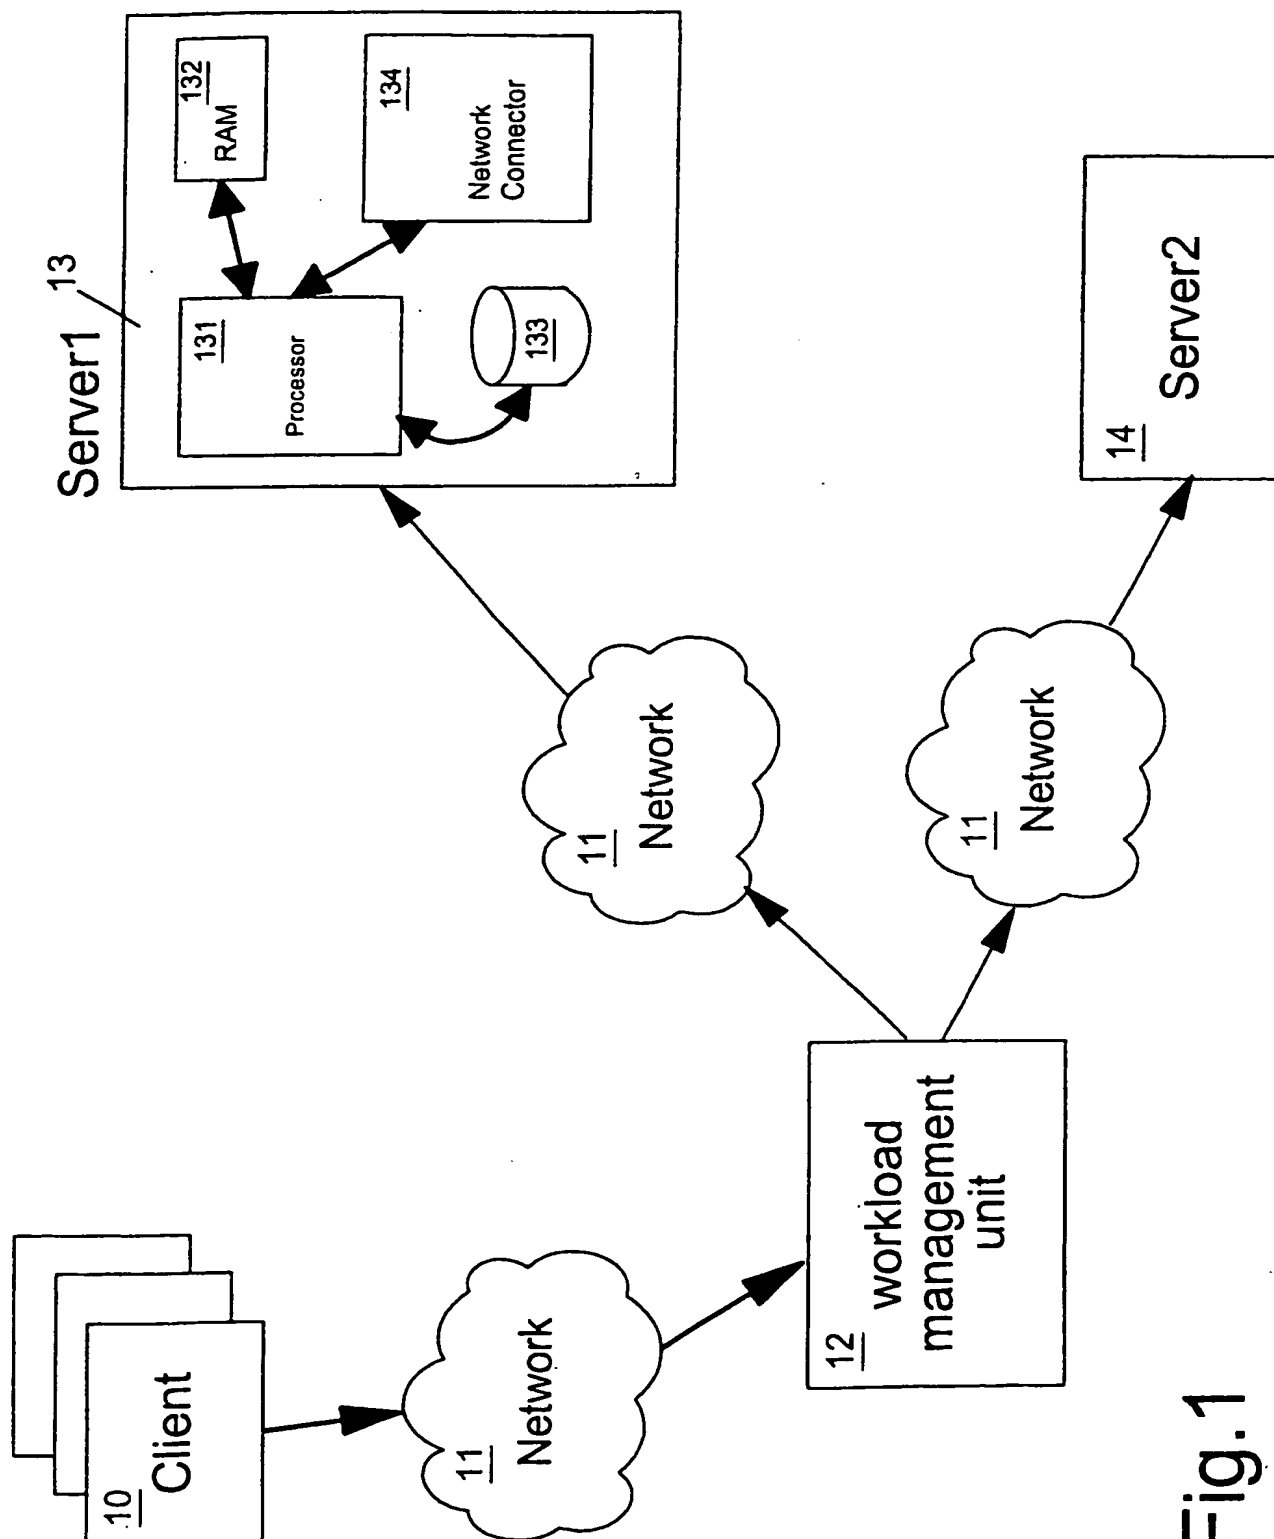 10
Client
11
Network
12
workload
management
unit
11
Network
11
Network
Server1
13
131
Processor
132
RAM
133
134
Network
Connector
14
Server2
Fig.1